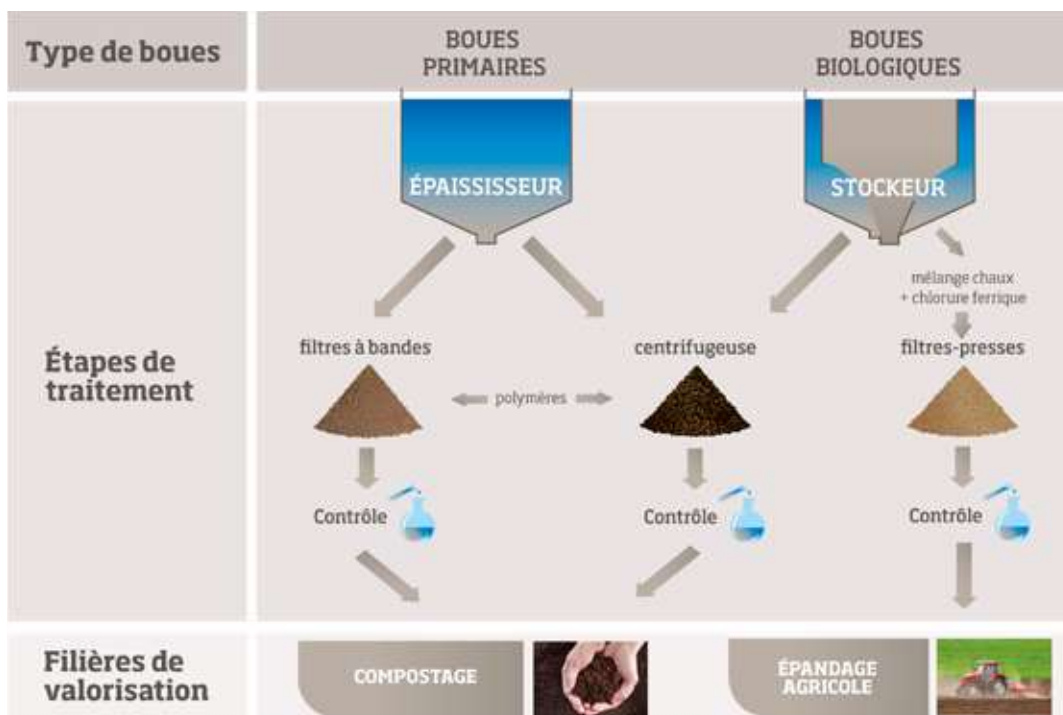 Type de boues
BOUES
PRIMAIRES
BOUES
BIOLOGIQUES
ÉPAISSISSEUR
STOCKEUR
mélange chaux
+ chlorure ferrique
Étapes de
traitement
filtres à bandes
centrifugeuse
filtres-presses
polymères
Contrôle
Contrôle
Contrôle
Filières de
valorisation
COMPOSTAGE
ÉPANDAGE
AGRICOLE